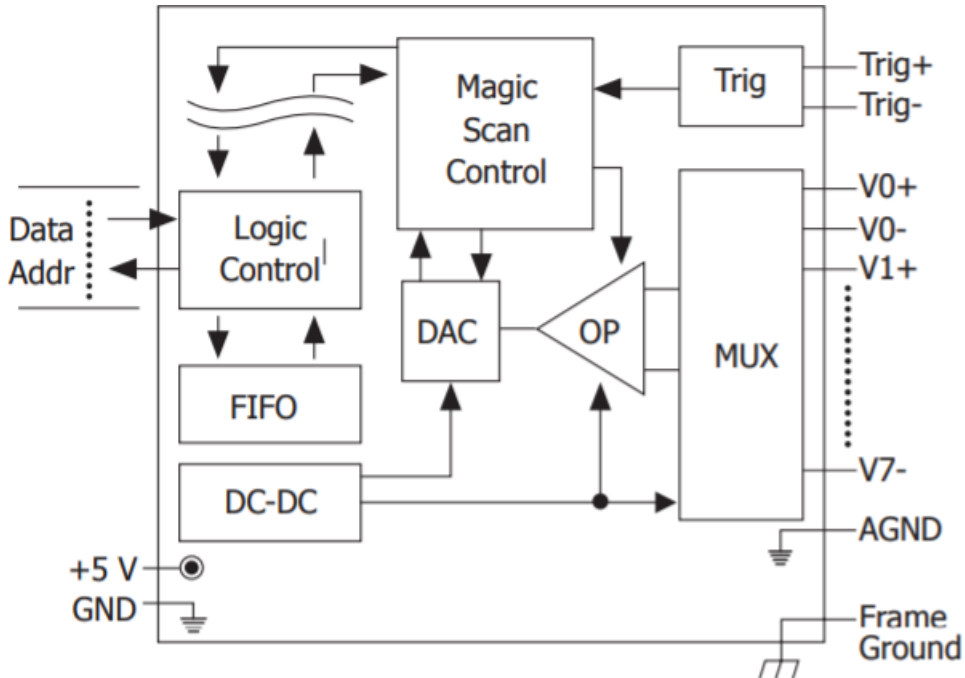 Magic
Scan
Control
Trig
Trig+
Trig-
V0+
V0-
V1+
V7-
AGND
Frame
Ground
Data
Addr
Logic
Control
DAC
OP
MUX
FIFO
DC-DC
+5 V
GND